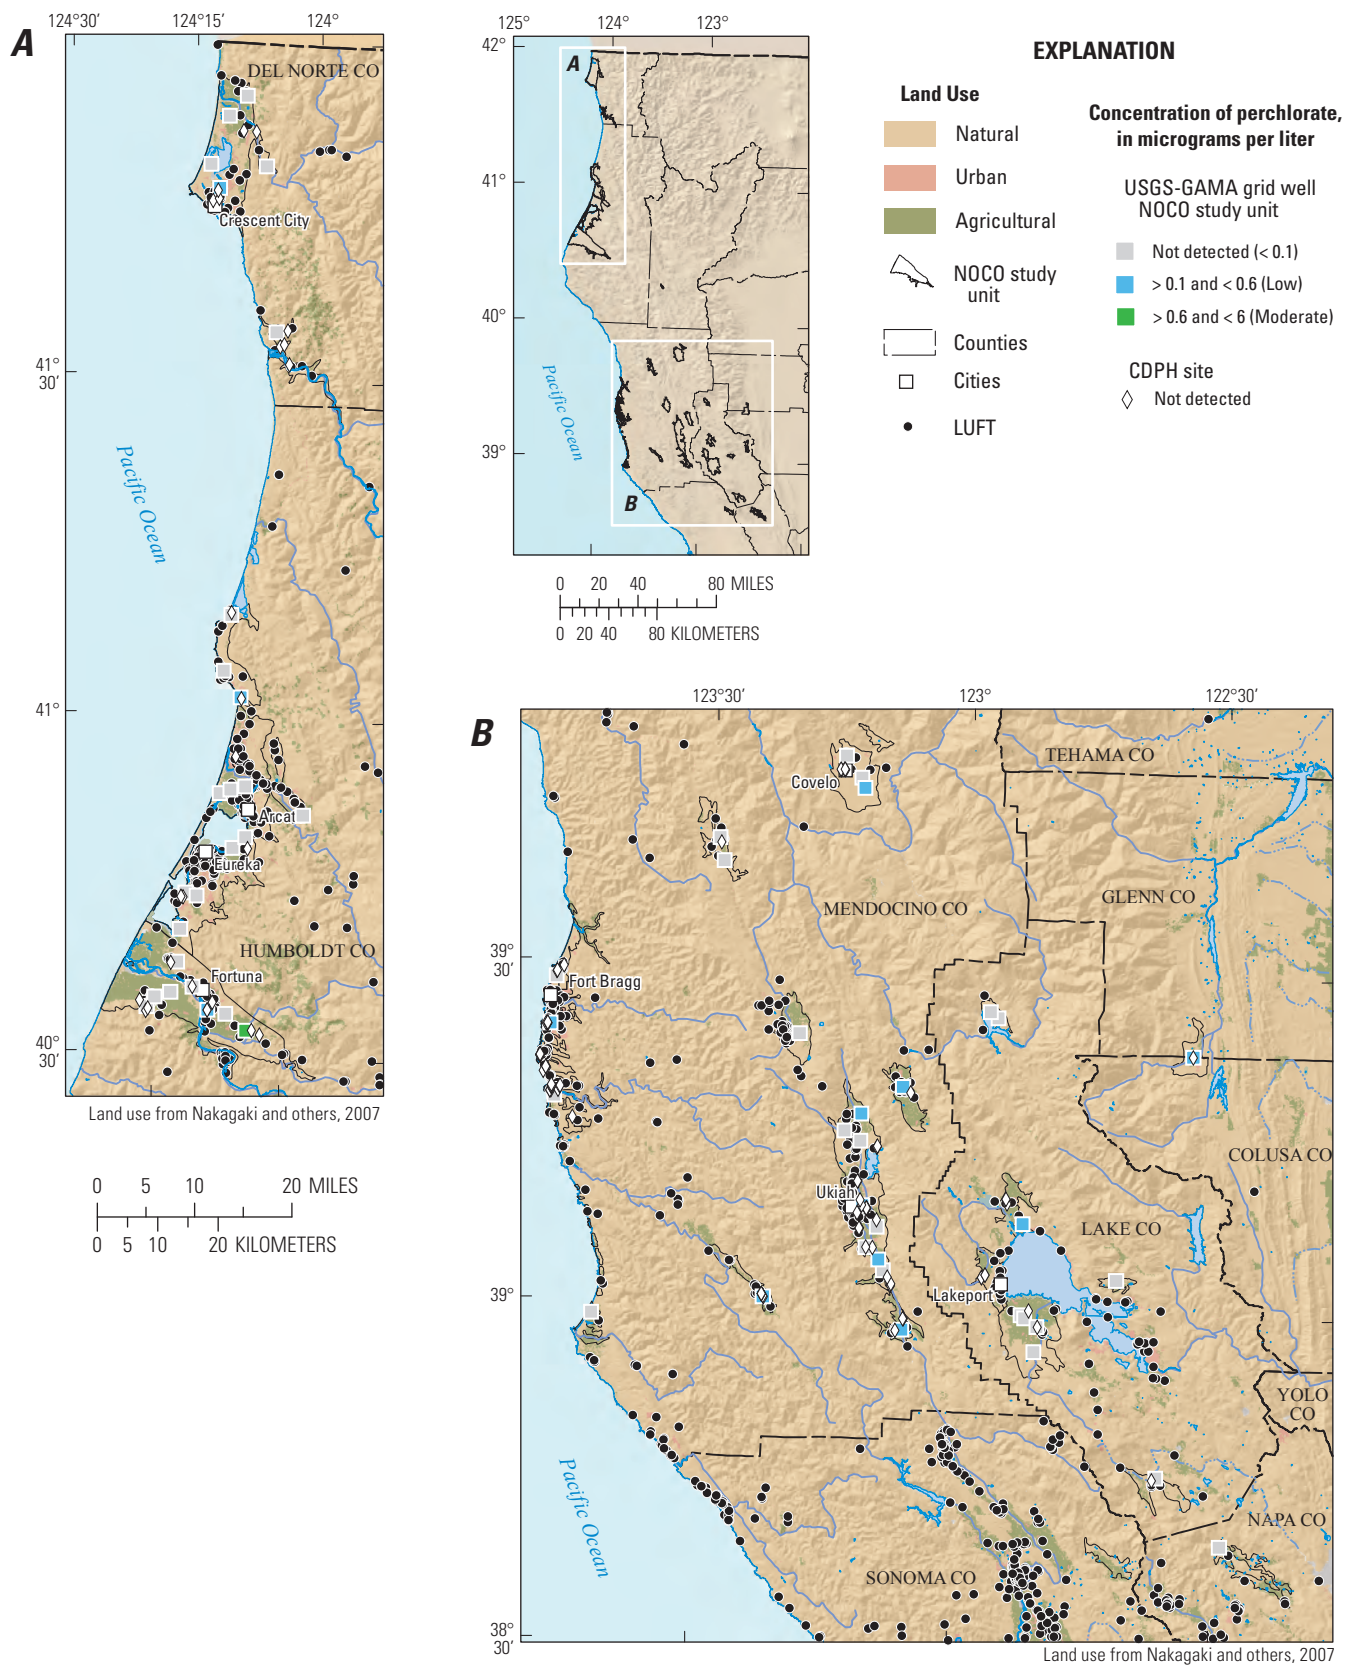 A
124°30'
124°15'
124°
DEL NORTE CO
Crescent City
41°
30'
Pacific Ocean
41°
Arcata
Eureka
HUMBOLDT CO
Fortuna
40°
30'
Land use from Nakagaki and others, 2007
0 5 10 20 MILES
0 5 10 20 KILOMETERS
125° 124° 123°
42°
A
41°
40°
Pacific Ocean
39°
B
0 20 40 80 MILES
0 20 40 80 KILOMETERS
EXPLANATION
Land Use
Natural
Urban
Agricultural
NOCO study
unit
Counties
Cities
LUFT
Concentration of perchlorate,
in micrograms per liter
USGS-GAMA grid well
NOCO study unit
Not detected (< 0.1)
> 0.1 and < 0.6 (Low)
> 0.6 and < 6 (Moderate)
CDPH site
Not detected
B
123°30'
123°
122°30'
TEHAMA CO
Covelo
GLENN CO
MENDOCINO CO
39°
30'
Fort Bragg
COLUSA CO
Ukiah
LAKE CO
39°
Lakeport
YOLO
CO
Pacific Ocean
NAPA CO
SONOMA CO
38°
30'
Land use from Nakagaki and others, 2007